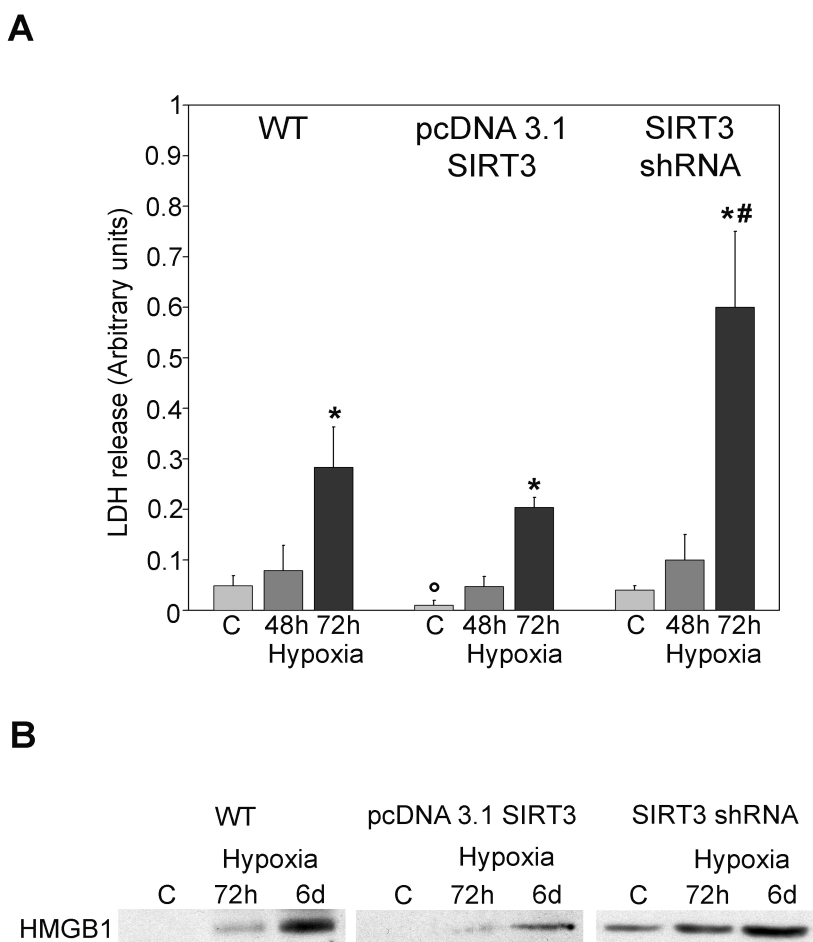 A
LDH release (Arbitrary units)
1
0.9
0.8
0.7
0.6
0.5
0.4
0.3
0.2
0.1
0
WT
pcDNA 3.1
SIRT3
SIRT3
shRNA
*
°
*
*#
C 48h 72h
Hypoxia
C 48h 72h
Hypoxia
C 48h 72h
Hypoxia
B
WT
Hypoxia
C 72h 6d
pcDNA 3.1 SIRT3
Hypoxia
C 72h 6d
SIRT3 shRNA
Hypoxia
C 72h 6d
HMGB1